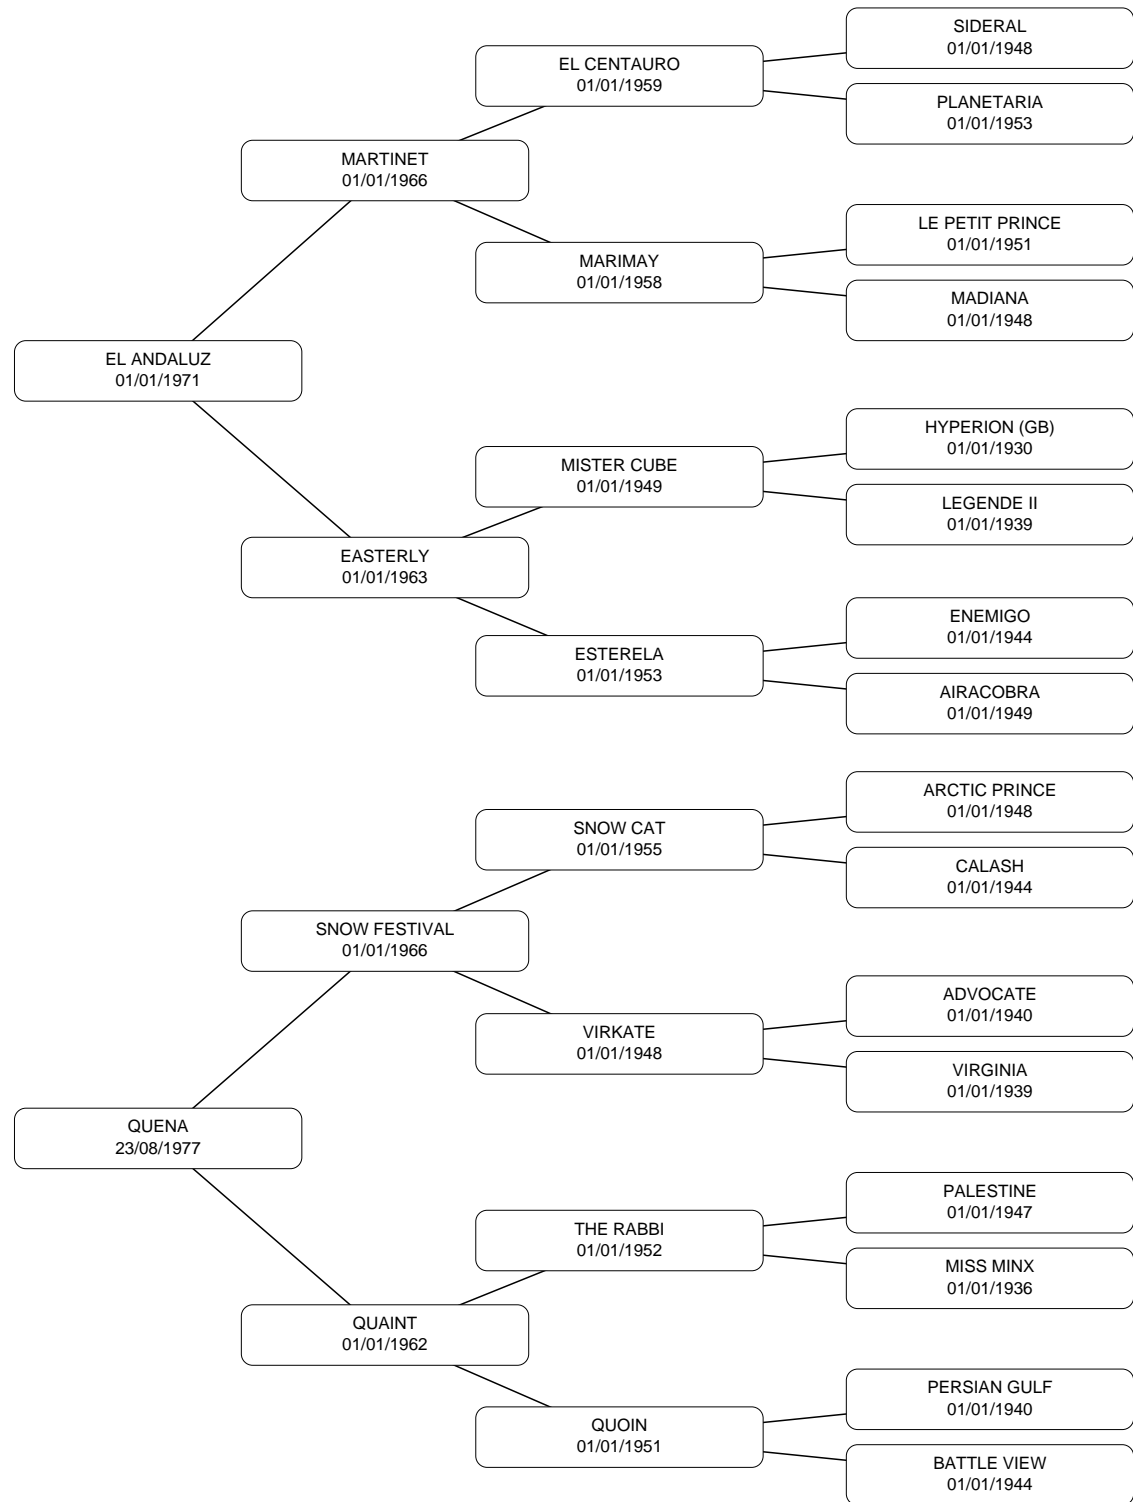 SIDERAL
01/01/1948
EL CENTAURO
01/01/1959
PLANETARIA
01/01/1953
MARTINET
01/01/1966
LE PETIT PRINCE
01/01/1951
MARIMAY
01/01/1958
MADIANA
01/01/1948
EL ANDALUZ
01/01/1971
HYPERION (GB)
01/01/1930
MISTER CUBE
01/01/1949
LEGENDE II
01/01/1939
EASTERLY
01/01/1963
ENEMIGO
01/01/1944
ESTERELA
01/01/1953
AIRACOBRA
01/01/1949
ARCTIC PRINCE
01/01/1948
SNOW CAT
01/01/1955
CALASH
01/01/1944
SNOW FESTIVAL
01/01/1966
ADVOCATE
01/01/1940
VIRKATE
01/01/1948
VIRGINIA
01/01/1939
QUENA
23/08/1977
PALESTINE
01/01/1947
THE RABBI
01/01/1952
MISS MINX
01/01/1936
QUAINT
01/01/1962
PERSIAN GULF
01/01/1940
QUOIN
01/01/1951
BATTLE VIEW
01/01/1944